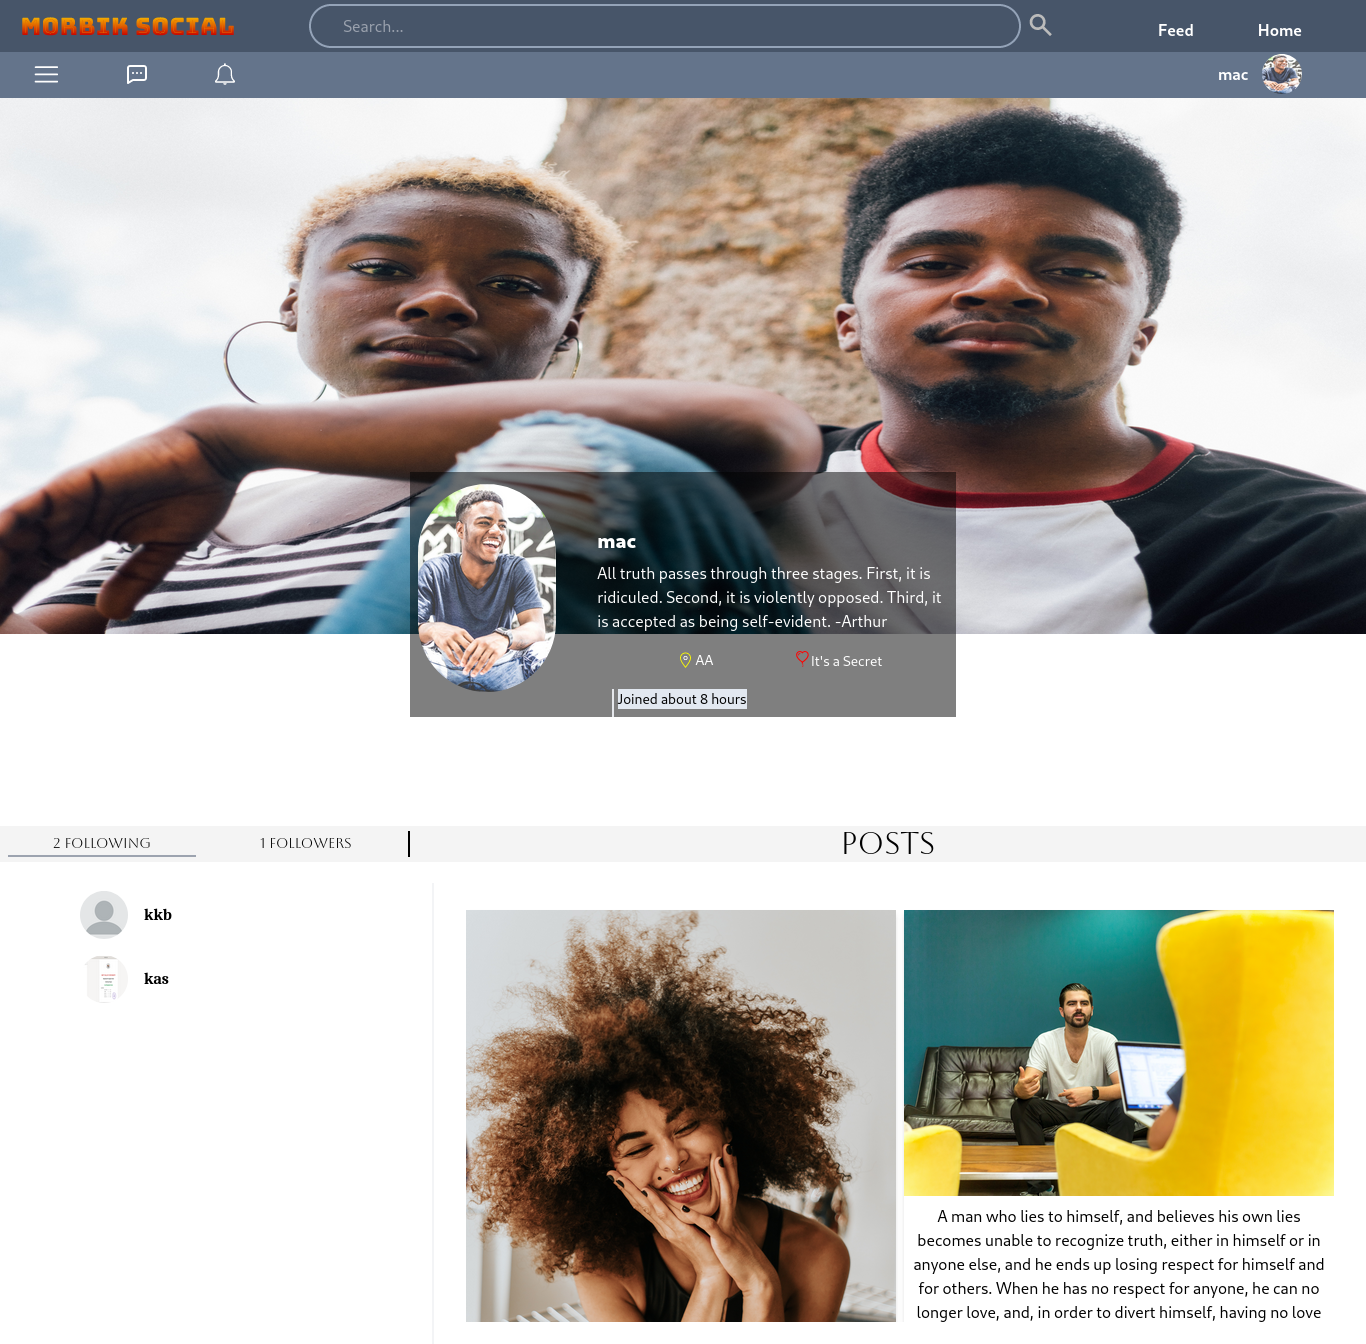 MORBIK SOCIAL
Search...
Feed
Home
mac
mac
All truth passes through three stages. First, it is
ridiculed. Second, it is violently opposed. Third, it
is accepted as being self-evident. -Arthur
AA
It's a Secret
Joined about 8 hours
2 FOLLOWING
1 FOLLOWERS
POSTS
kkb
kas
A man who lies to himself, and believes his own lies
becomes unable to recognize truth, either in himself or in
anyone else, and he ends up losing respect for himself and
for others. When he has no respect for anyone, he can no
longer love, and, in order to divert himself, having no love